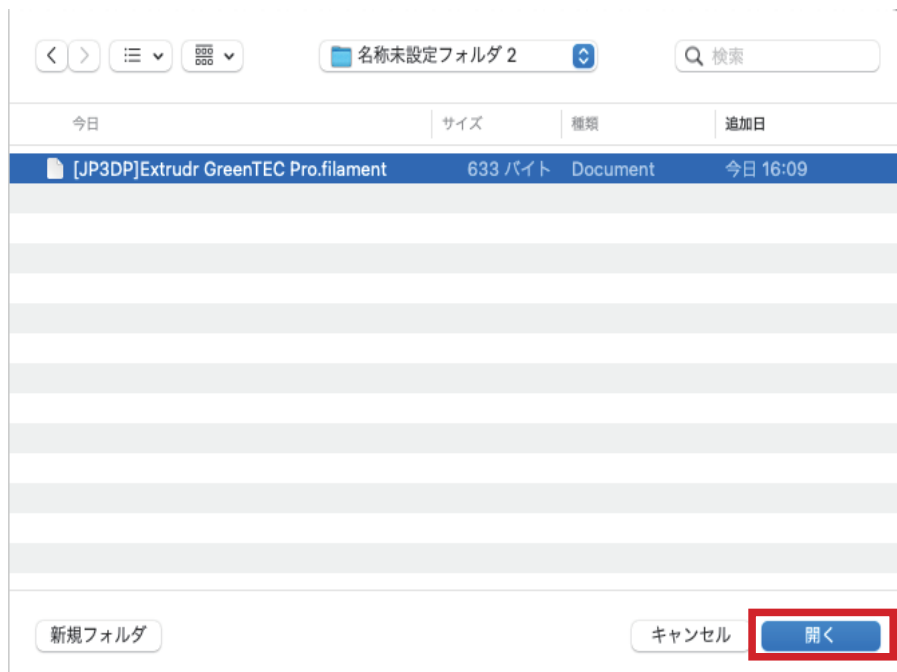 名称未設定フォルダ 2 検索
今日 サイズ 種類 追加日
[JP3DP]Extrudr GreenTEC Pro.filament 633 バイト Document 今日 16:09
新規フォルダ キャンセル 開く